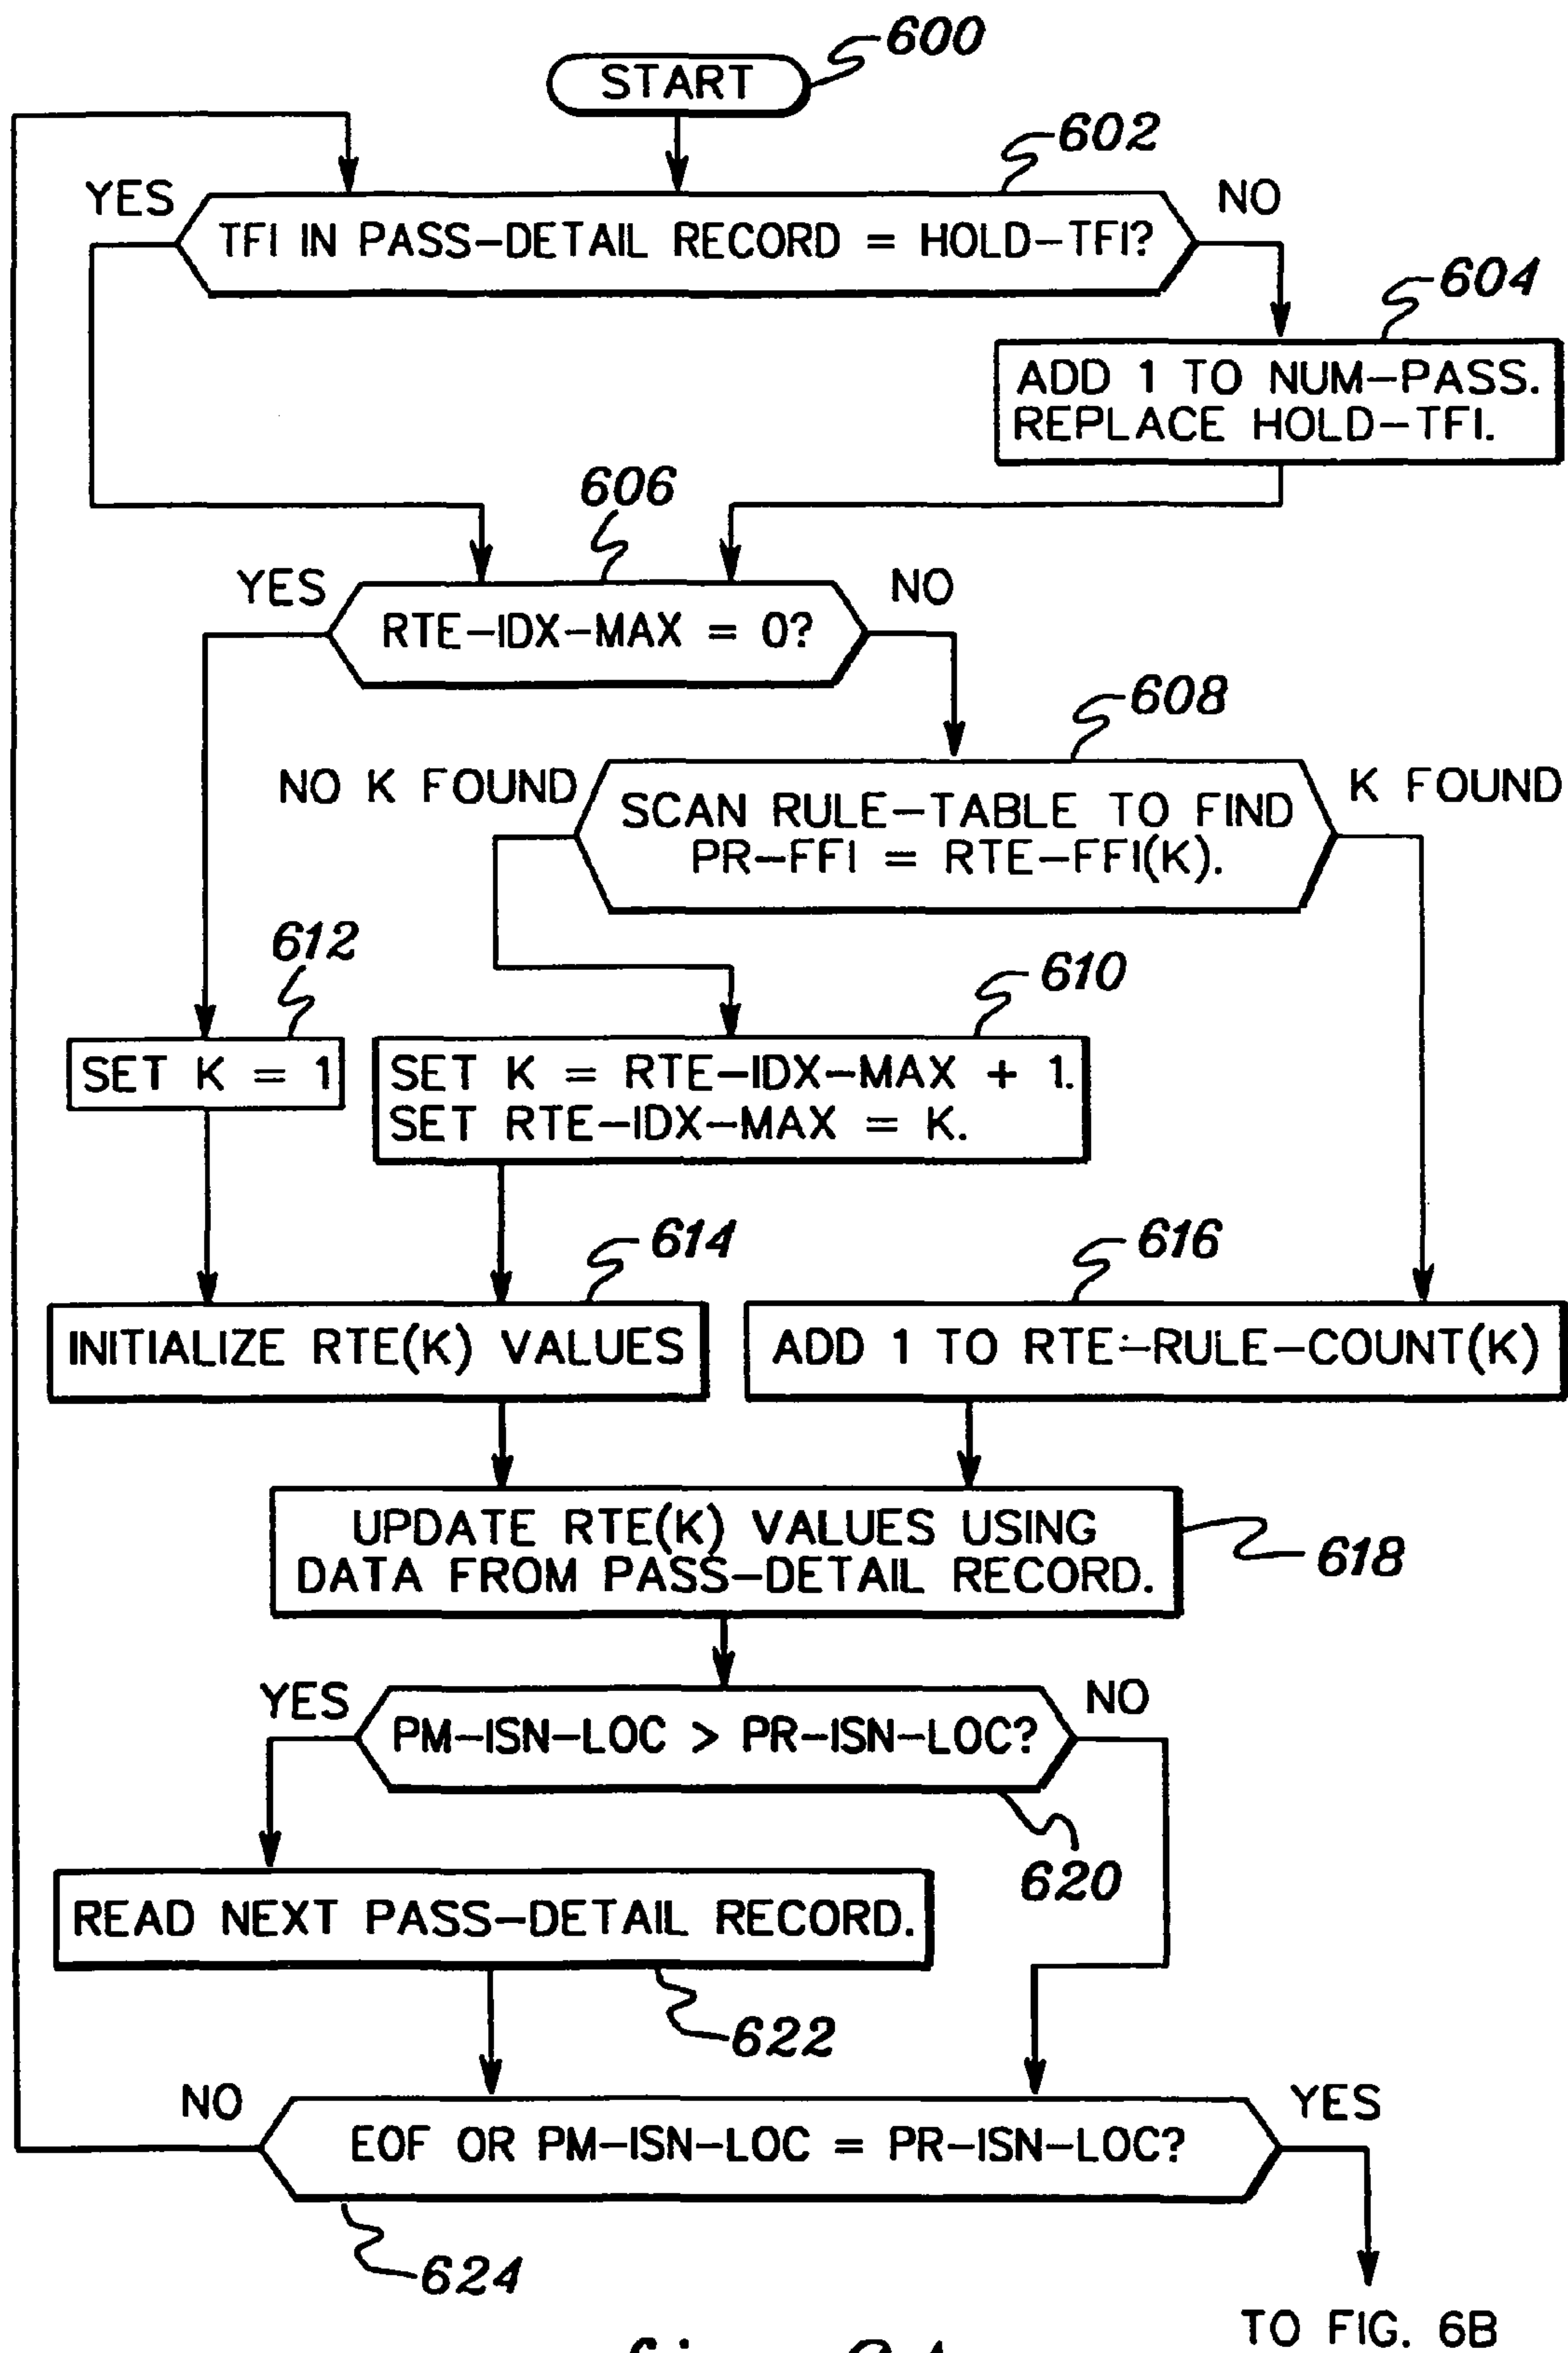 600
START
602
YES
NO
TFI IN PASS-DETAIL RECORD = HOLD-TFI?
604
ADD 1 TO NUM-PASS.
REPLACE HOLD-TFI.
606
YES
NO
RTE-IDX-MAX = 0?
608
NO K FOUND
K FOUND
SCAN RULE-TABLE TO FIND
PR-FFI = RTE-FFI(K).
612
610
SET K = 1
SET K = RTE-IDX-MAX + 1.
SET RTE-IDX-MAX = K.
614
616
INITIALIZE RTE(K) VALUES
ADD 1 TO RTE-RULE-COUNT(K)
UPDATE RTE(K) VALUES USING
DATA FROM PASS-DETAIL RECORD.
618
YES
NO
PM-ISN-LOC > PR-ISN-LOC?
620
READ NEXT PASS-DETAIL RECORD.
622
NO
YES
EOF OR PM-ISN-LOC = PR-ISN-LOC?
624
TO FIG. 6B